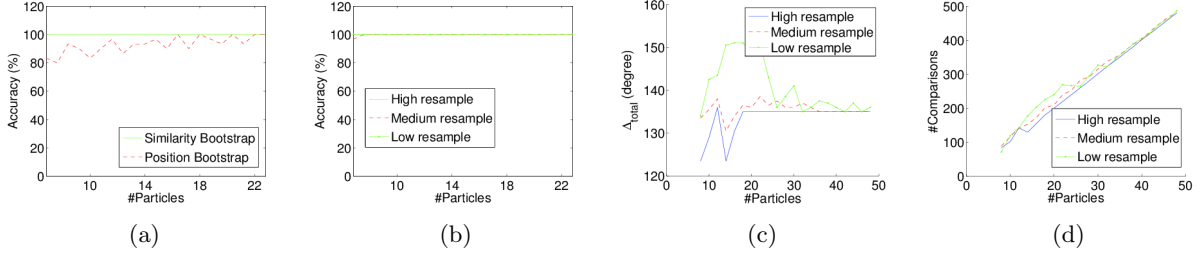 120
100
80
60
40
20
0
Accuracy (%)
Similarity Bootstrap
Position Bootstrap
10
14
18
22
#Particles
(a)
120
100
80
60
40
20
0
Accuracy (%)
High resample
Medium resample
Low resample
10
14
18
22
#Particles
(b)
160
150
140
130
120
Δtotal (degree)
High resample
Medium resample
Low resample
0
10
20
30
40
50
#Particles
(c)
500
400
300
200
100
0
#Comparisons
High resample
Medium resample
Low resample
0
10
20
30
40
50
#Particles
(d)